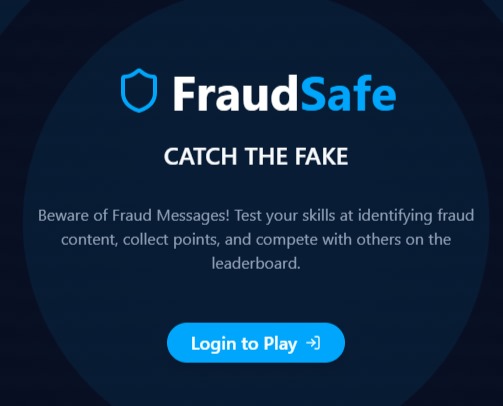 FraudSafe
CATCH THE FAKE
Beware of Fraud Messages! Test your skills at identifying fraud
content, collect points, and compete with others on the
leaderboard.
Login to Play